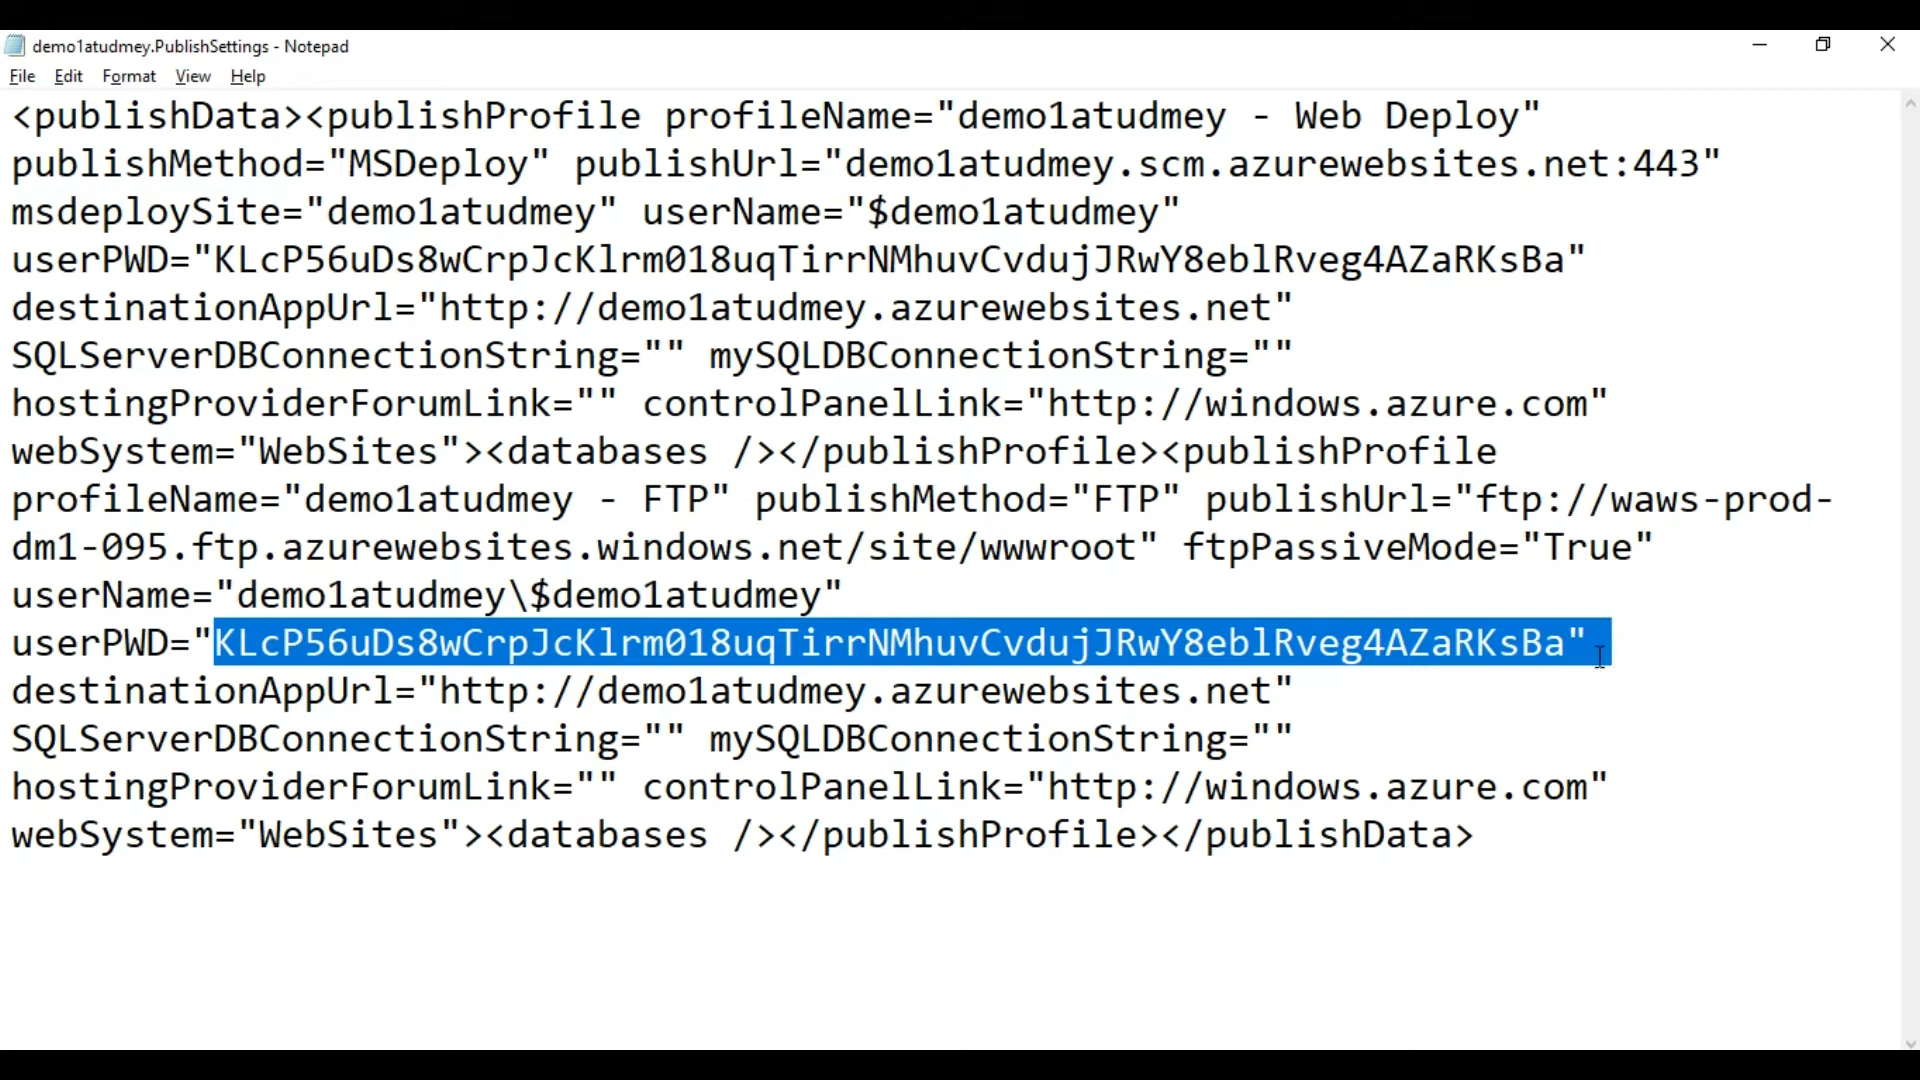 demo1atudmey.PublishSettings - Notepad
File Edit Format View Help
<publishData><publishProfile profileName="demo1atudmey - Web Deploy"
publishMethod="MSDeploy" publishUrl="demo1atudmey.scm.azurewebsites.net:443"
msdeploySite="demo1atudmey" userName="$demo1atudmey"
userPWD="KLcP56uDs8wCrpJcKlrm018uqTirrNMhuvCvdujJRwY8eblRveg4AZaRKsBa"
destinationAppUrl="http://demo1atudmey.azurewebsites.net"
SQLServerDBConnectionString="" mySQLDBConnectionString=""
hostingProviderForumLink="" controlPanelLink="http://windows.azure.com"
webSystem="WebSites"><databases /></publishProfile><publishProfile
profileName="demo1atudmey - FTP" publishMethod="FTP" publishUrl="ftp://waws-prod-
dm1-095.ftp.azurewebsites.windows.net/site/wwwroot" ftpPassiveMode="True"
userName="demo1atudmey\$demo1atudmey"
userPWD="KLcP56uDs8wCrpJcKlrm018uqTirrNMhuvCvdujJRwY8eblRveg4AZaRKsBa"
destinationAppUrl="http://demo1atudmey.azurewebsites.net"
SQLServerDBConnectionString="" mySQLDBConnectionString=""
hostingProviderForumLink="" controlPanelLink="http://windows.azure.com"
webSystem="WebSites"><databases /></publishProfile></publishData>